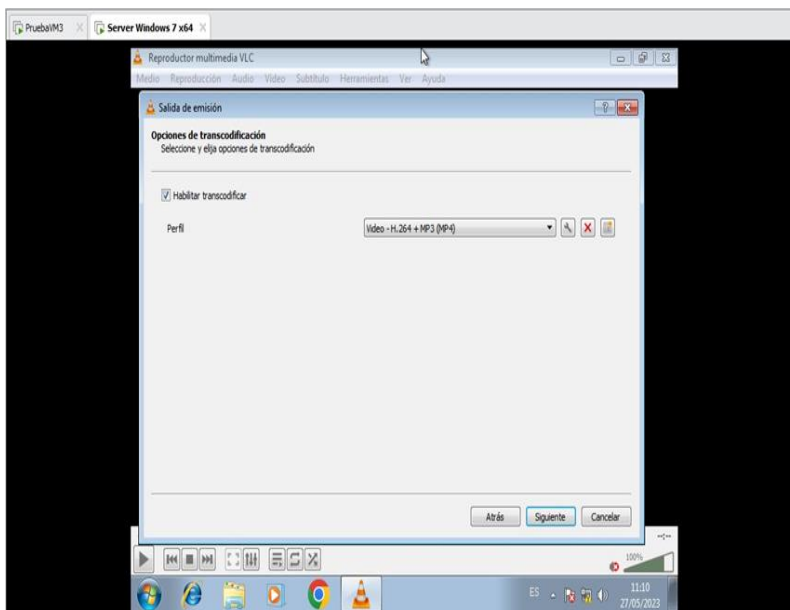 PruebaVM3
Server Windows 7 x64
Reproductor multimedia VLC
Medio Reproducción Audio Video Subtítulo Herramientas Ver Ayuda
Salida de emisión
Opciones de transcodificación
Seleccione y elija opciones de transcodificación
Habilitar transcodificar
Perfil
Video - H.264 + MP3 (MP4)
Atrás
Siguiente
Cancelar
--:--
100%
ES
11:10
27/05/2023